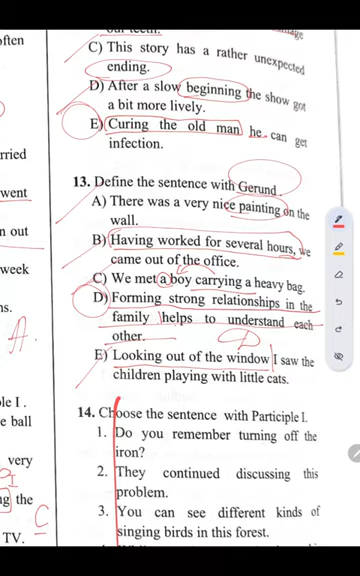 often
our teeth.
C) This story has a rather unexpected
ending.
D) After a slow beginning the show got
a bit more lively.
E) Curing the old man he can get
infection.
rried
went
n out
week
ns.
A.
13. Define the sentence with Gerund.
A) There was a very nice painting on the
wall.
B) Having worked for several hours, we
came out of the office.
C) We met a boy carrying a heavy bag.
D) Forming strong relationships in the
family helps to understand each
other.
D
E) Looking out of the window I saw the
children playing with little cats.
ple I.
e ball
very
ng the
C
TV.
14. Choose the sentence with Participle I.
1. Do you remember turning off the
iron?
2. They continued discussing this
problem.
3. You can see different kinds of
singing birds in this forest.